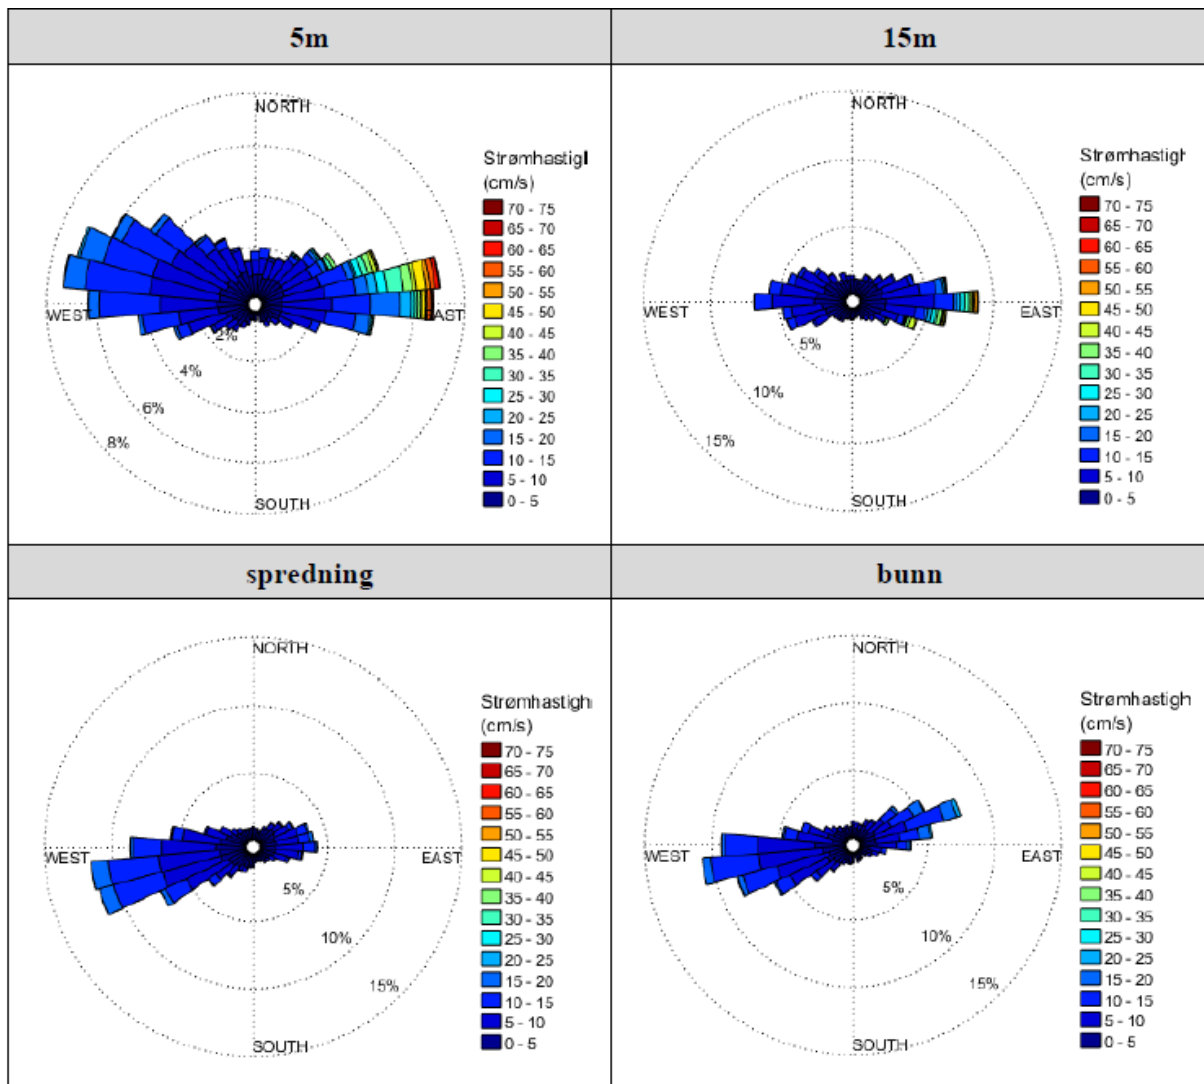 5m
NORTH
WEST
EAST
SOUTH
2%
4%
6%
8%
Strømhastigl
(cm/s)
70 - 75
65 - 70
60 - 65
55 - 60
50 - 55
45 - 50
40 - 45
35 - 40
30 - 35
25 - 30
20 - 25
15 - 20
10 - 15
5 - 10
0 - 5
15m
NORTH
WEST
EAST
SOUTH
5%
10%
15%
Strømhastigh
(cm/s)
70 - 75
65 - 70
60 - 65
55 - 60
50 - 55
45 - 50
40 - 45
35 - 40
30 - 35
25 - 30
20 - 25
15 - 20
10 - 15
5 - 10
0 - 5
spredning
NORTH
WEST
EAST
SOUTH
5%
10%
15%
Strømhastigh
(cm/s)
70 - 75
65 - 70
60 - 65
55 - 60
50 - 55
45 - 50
40 - 45
35 - 40
30 - 35
25 - 30
20 - 25
15 - 20
10 - 15
5 - 10
0 - 5
bunn
NORTH
WEST
EAST
SOUTH
5%
10%
15%
Strømhastigh
(cm/s)
70 - 75
65 - 70
60 - 65
55 - 60
50 - 55
45 - 50
40 - 45
35 - 40
30 - 35
25 - 30
20 - 25
15 - 20
10 - 15
5 - 10
0 - 5